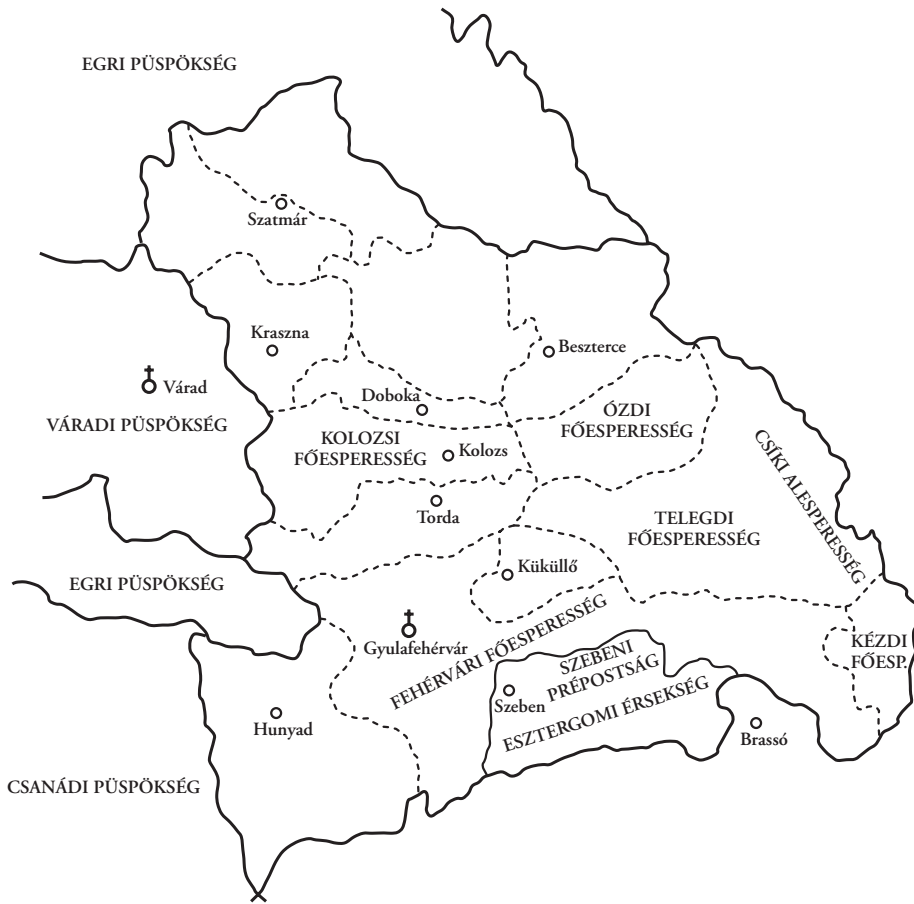 EGRI PÜSPÖKSÉG
Szatmár
Kraszna
Beszterce
Várad
VÁRADI PÜSPÖKSÉG
Doboka
ÓZDI
FŐESPERESSÉG
KOLOZSI
FŐESPERESSÉG
Kolozs
CSÍKI ALESPERESSÉG
Torda
TELEGDI
FŐESPERESSÉG
EGRI PÜSPÖKSÉG
Küküllő
Gyulafehérvár
FEHÉRVÁRI FŐESPERESSÉG
KÉZDI
FŐESP.
SZEBENI
PRÉPOSTSÁG
Szeben
ESZTERGOMI ÉRSEKSÉG
Hunyad
Brassó
CSANÁDI PÜSPÖKSÉG